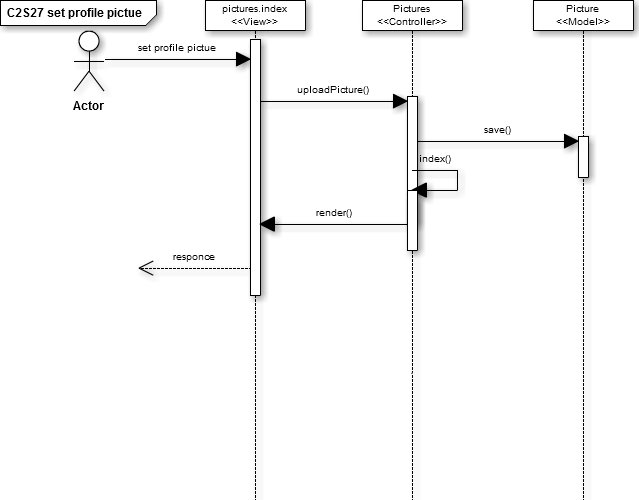 C2S27 set profile pictue
pictures.index
<<View>>
Pictures
<<Controller>>
Picture
<<Model>>
set profile pictue
Actor
uploadPicture()
save()
index()
render()
responce